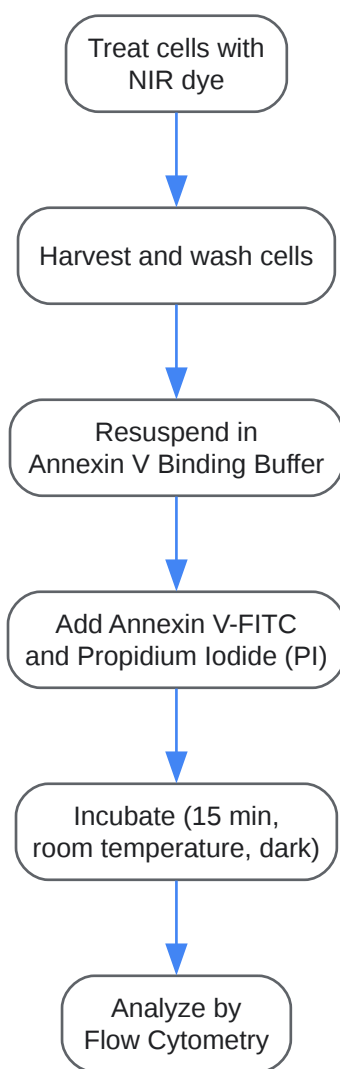 Treat cells with
NIR dye
Harvest and wash cells
Resuspend in
Annexin V Binding Buffer
Add Annexin V-FITC
and Propidium Iodide (PI)
Incubate (15 min,
room temperature, dark)
Analyze by
Flow Cytometry